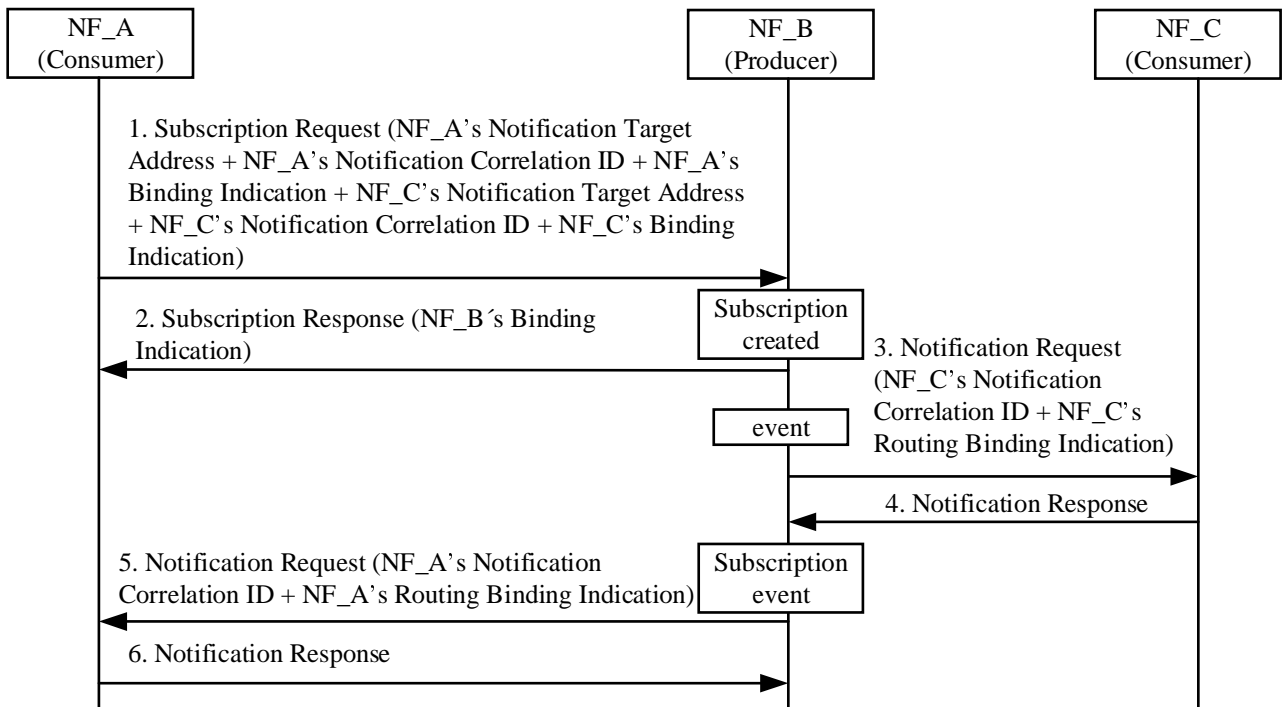 NF_A
(Consumer)
NF_B
(Producer)
NF_C
(Consumer)
1. Subscription Request (NF_A’s Notification Target
Address + NF_A’s Notification Correlation ID + NF_A’s
Binding Indication + NF_C’s Notification Target Address
+ NF_C’s Notification Correlation ID + NF_C’s Binding
Indication)
Subscription
created
2. Subscription Response (NF_B´s Binding
Indication)
event
3. Notification Request
(NF_C’s Notification
Correlation ID + NF_C’s
Routing Binding Indication)
4. Notification Response
Subscription
event
5. Notification Request (NF_A’s Notification
Correlation ID + NF_A’s Routing Binding Indication)
6. Notification Response